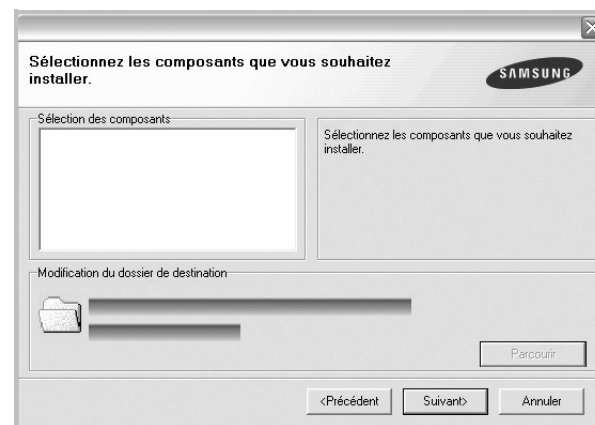 Sélectionnez les composants que vous souhaitez
installer.
SAMSUNG
Sélection des composants
Sélectionnez les composants que vous souhaitez
installer.
Modification du dossier de destination
Parcourir
<Précédent
Suivant>
Annuler